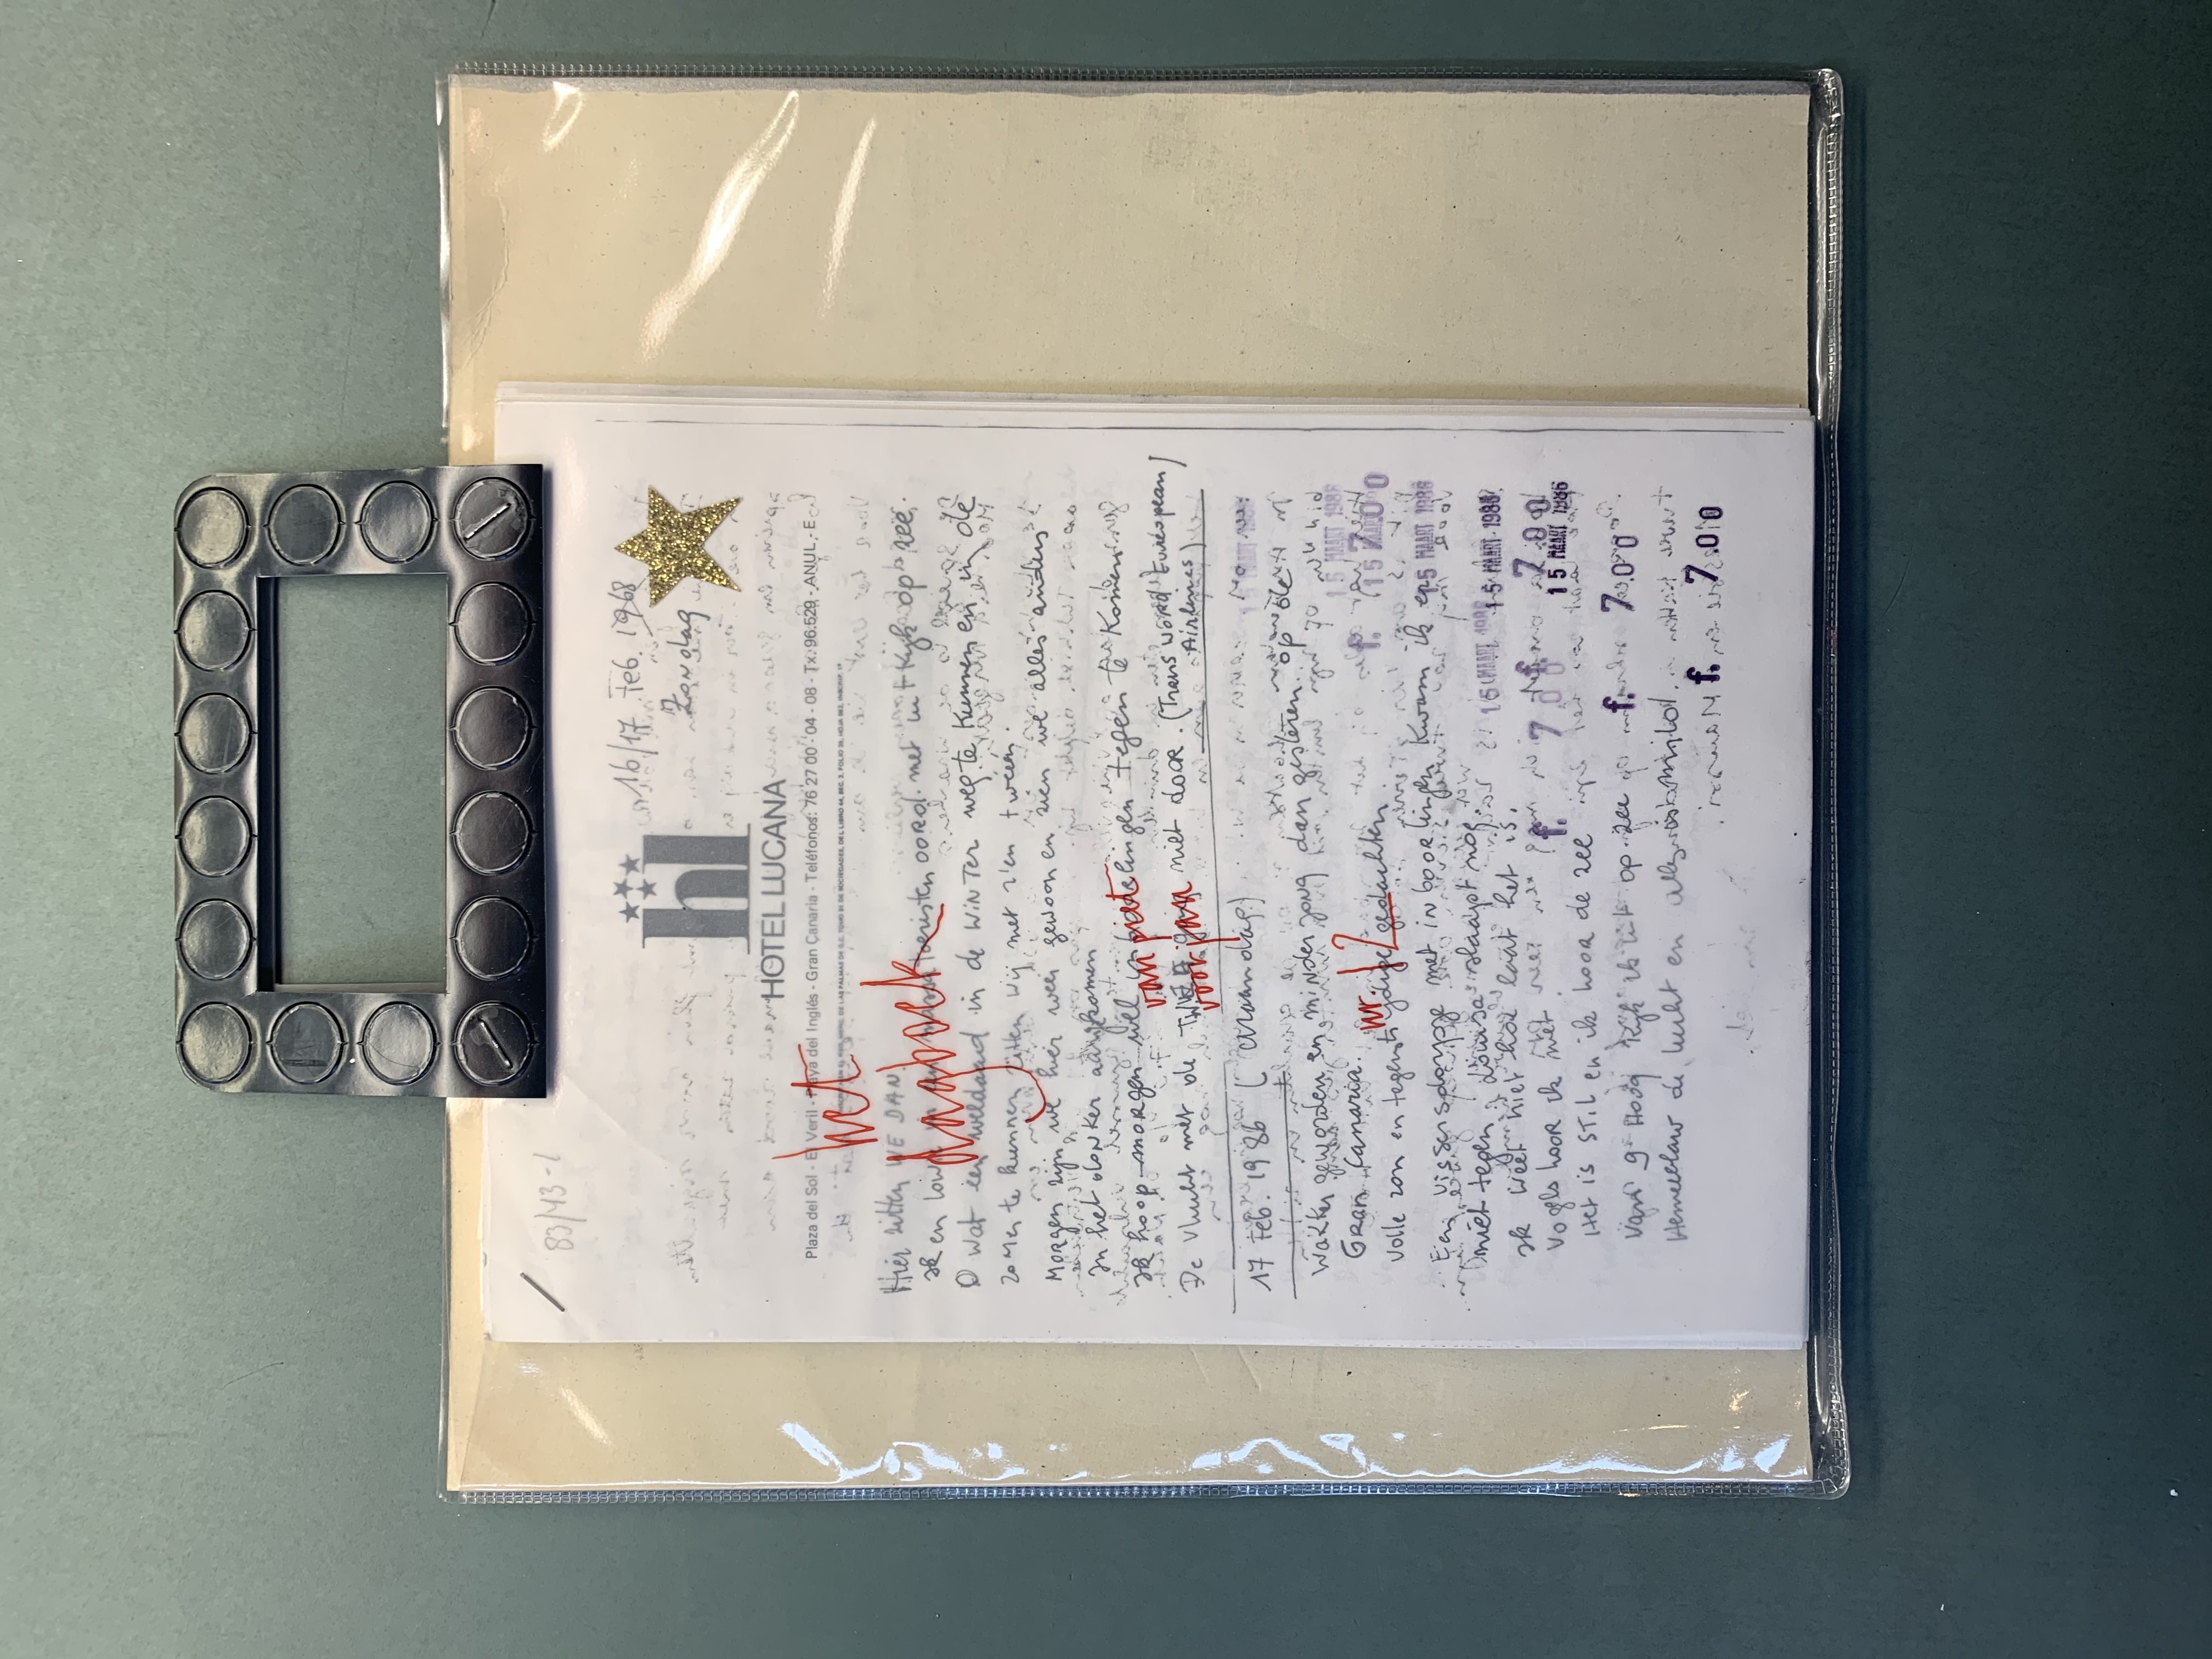 83/43-1
16/17 Feb. 1968
Zondag
hl
HOTEL LUCANA
Plaza del Sol - El Veril - Playa del Inglés - Gran Canaria - Teléfonos: 76 27 00 - 04 - 08 - Tx. 96.529 - ANUL - E
het
Hier zitten WE DAN
dagboek
ik en en massa toeristen oord met uitkijk op zee.
O wat een weldaad in de WINTER weg te kunnen en in de
zomer te kunnen zitten wij met z'en tweeën.
Morgen zijn we hier weer gewoon en zien we alles anders
In het donker aangekomen
Ik hoop morgen wel inboorlingen tegen te komen.
van piet
De vlucht met de ging niet door. (Trans World European
Airlines)
voor jan
17 Feb. 1986 (Maandag)
Wakker geworden en minder jong dan gisteren op de
Gran Canaria.
nr. 12
volle zon en tegenstrijdige gedachten.
Een vissersdorpje met inboorlingen kwam ik er
niet tegen. Louisa slaapt nog.
ik weet niet hoe laat het is.
Vogels hoor ik niet
Het is STIL en ik hoor de zee
Van 9 Hoog kijk ik uit op zee
Hemelblauw de lucht en alles is mild.
15 MAART 1986
15 MAART 1986
f. 7.00
15 MAART 1986
15 MAART 1986
15 MAART 1986
f. 7.00
f. 7.00
15 MAART 1986
f. 7.00
f. 7.00